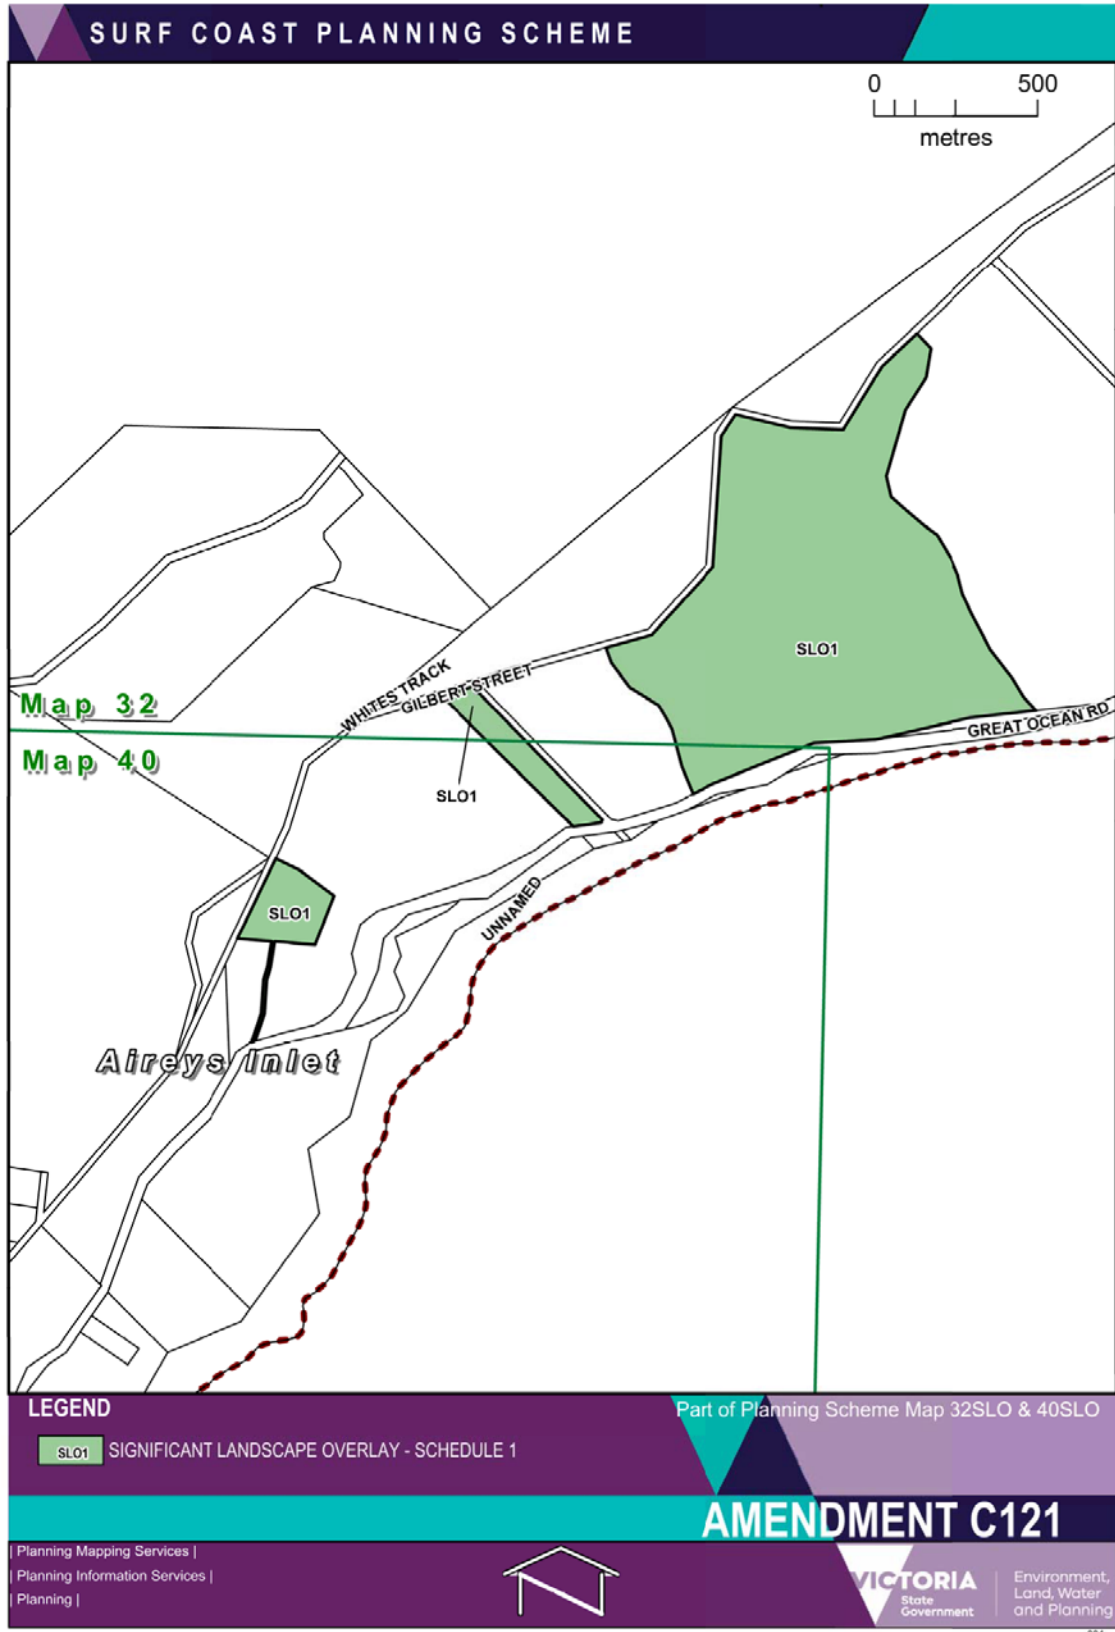 SURF COAST PLANNING SCHEME
0 500
metres
SLO1
WHITES TRACK
GILBERT STREET
Map 32
GREAT OCEAN RD
Map 40
SLO1
UNNAMED
SLO1
Aireys Inlet
LEGEND
Part of Planning Scheme Map 32SLO & 40SLO
SLO1 SIGNIFICANT LANDSCAPE OVERLAY - SCHEDULE 1
AMENDMENT C121
| Planning Mapping Services |
| Planning Information Services |
| Planning |
VICTORIA
State
Government
Environment,
Land, Water
and Planning